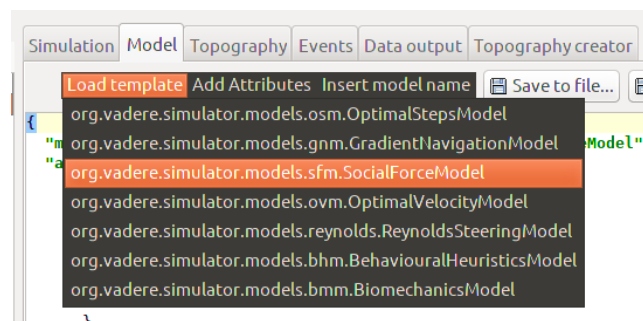 Simulation Model Topography Events Data output Topography creator
Load template Add Attributes Insert model name Save to file...
{
org.vadere.simulator.models.osm.OptimalStepsModel
"m
org.vadere.simulator.models.gnm.GradientNavigationModel
eModel"
"a
org.vadere.simulator.models.sfm.SocialForceModel
org.vadere.simulator.models.ovm.OptimalVelocityModel
org.vadere.simulator.models.reynolds.ReynoldsSteeringModel
org.vadere.simulator.models.bhm.BehaviouralHeuristicsModel
org.vadere.simulator.models.bmm.BiomechanicsModel
}